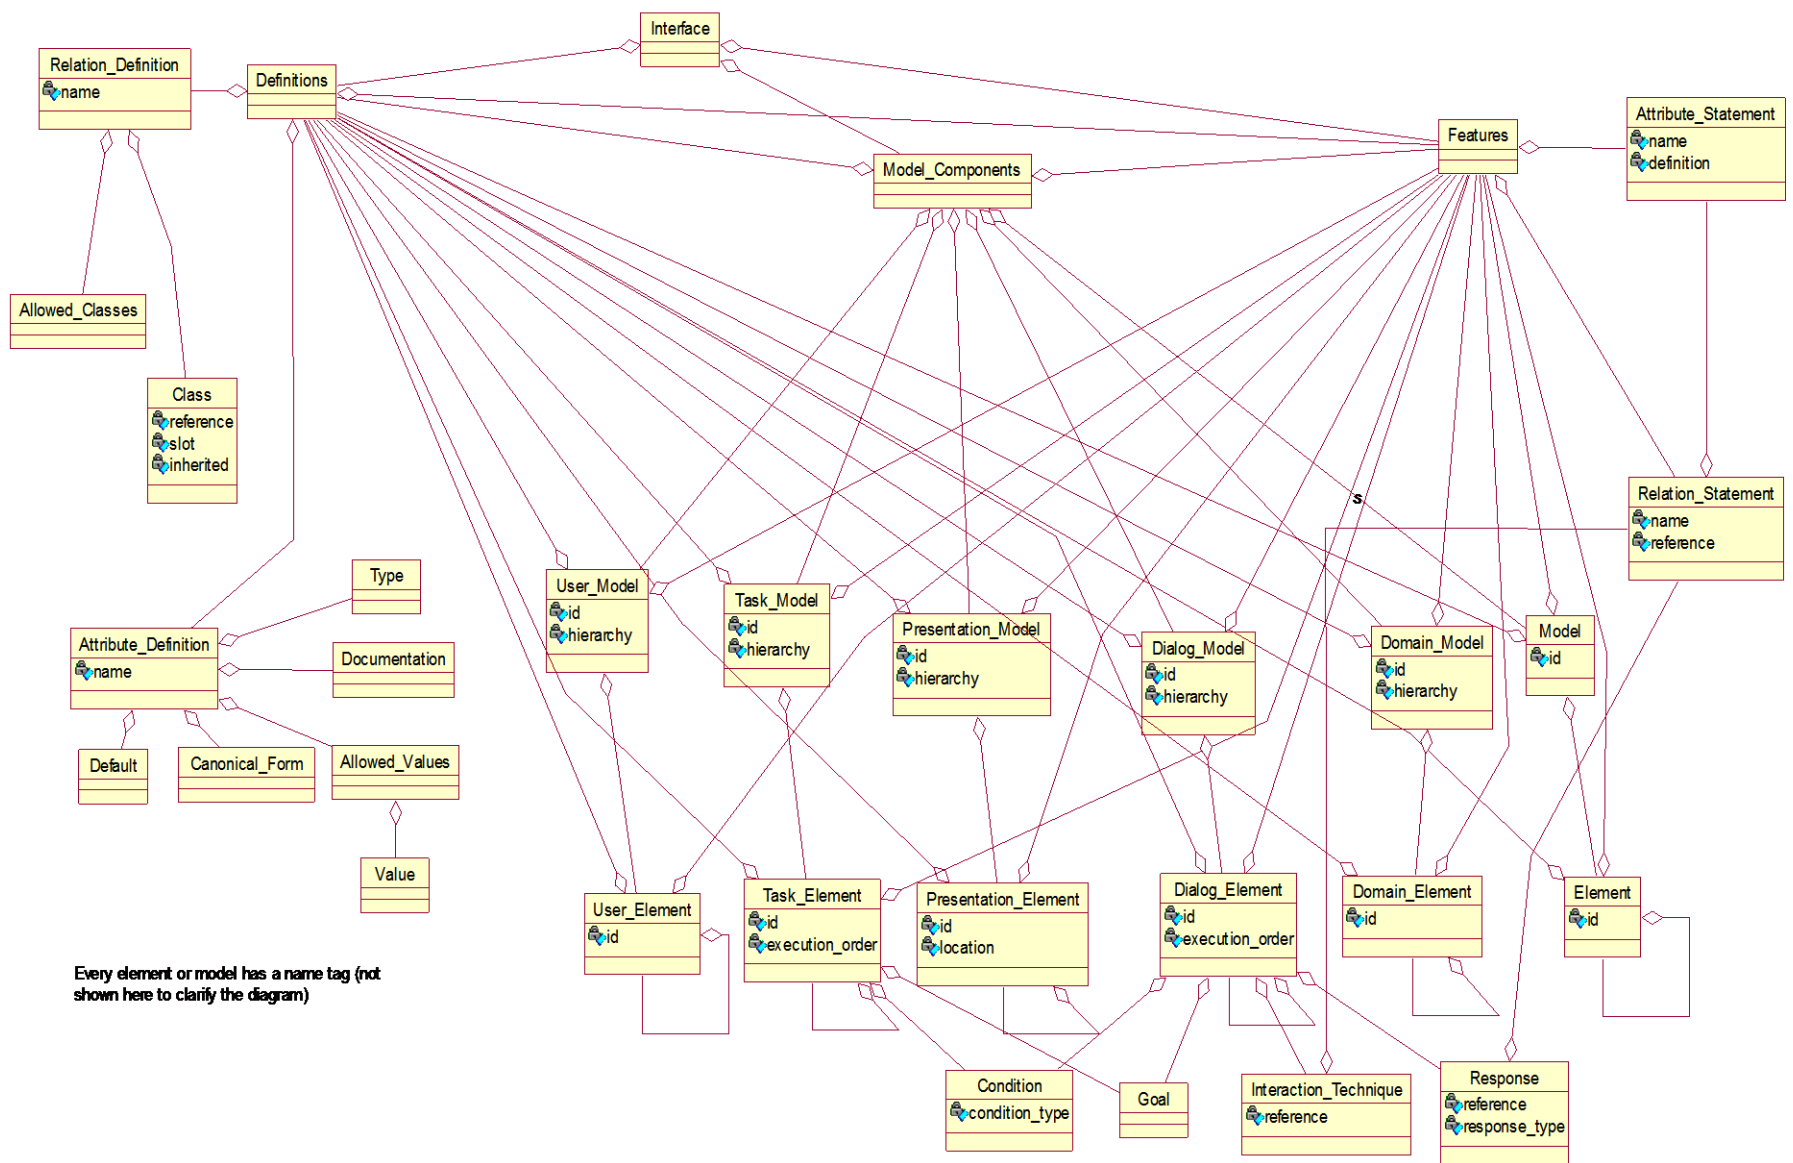 Interface
Relation_Definition
name
Definitions
Attribute_Statement
name
definition
Features
Model_Components
Allowed_Classes
Class
reference
slot
inherited
Relation_Statement
name
reference
s
Type
User_Model
id
hierarchy
Task_Model
id
hierarchy
Presentation_Model
id
hierarchy
Dialog_Model
id
hierarchy
Domain_Model
id
hierarchy
Model
id
Attribute_Definition
name
Documentation
Default
Canonical_Form
Allowed_Values
Value
User_Element
id
Task_Element
id
execution_order
Presentation_Element
id
location
Dialog_Element
id
execution_order
Domain_Element
id
Element
id
Every element or model has a name tag (not
shown here to clarify the diagram)
Condition
condition_type
Goal
Interaction_Technique
reference
Response
reference
response_type